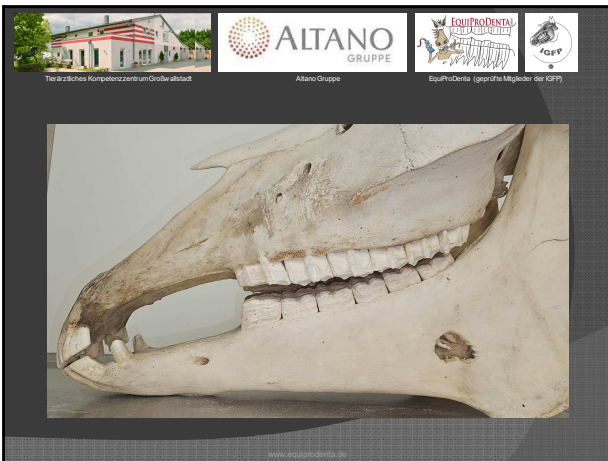 ALTANO
GRUPPE
EQUIPRODENTA
IGFP
Tierärztliches Kompetenzzentrum Großwallstadt
Altano Gruppe
EquiProDenta (geprüfte Mitglieder der IGFP)
www.equiprodenta.de